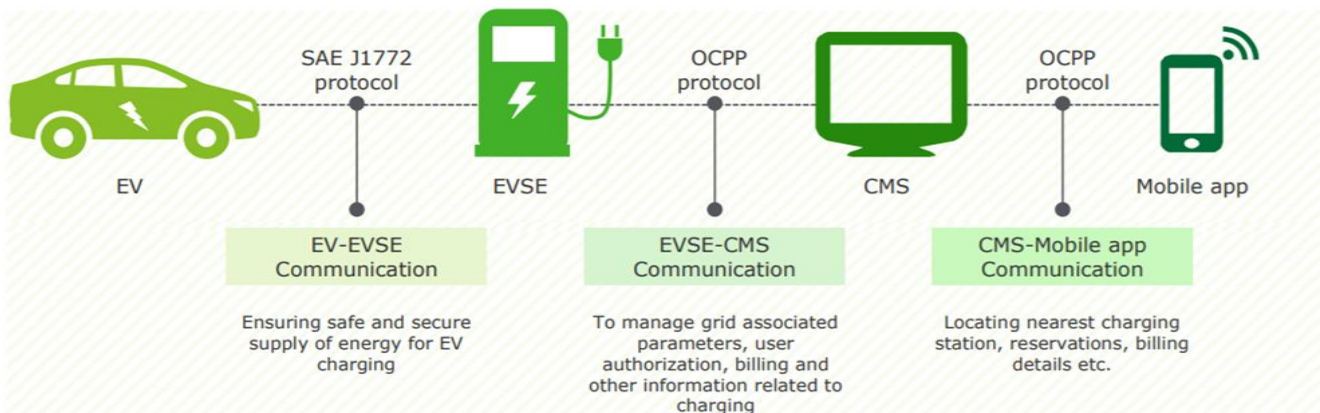 SAE J1772
protocol
OCPP
protocol
OCPP
protocol
EV
EVSE
CMS
Mobile app
EV-EVSE
Communication
EVSE-CMS
Communication
CMS-Mobile app
Communication
Ensuring safe and secure
supply of energy for EV
charging
To manage grid associated
parameters, user
authorization, billing and
other information related to
charging
Locating nearest charging
station, reservations, billing
details etc.